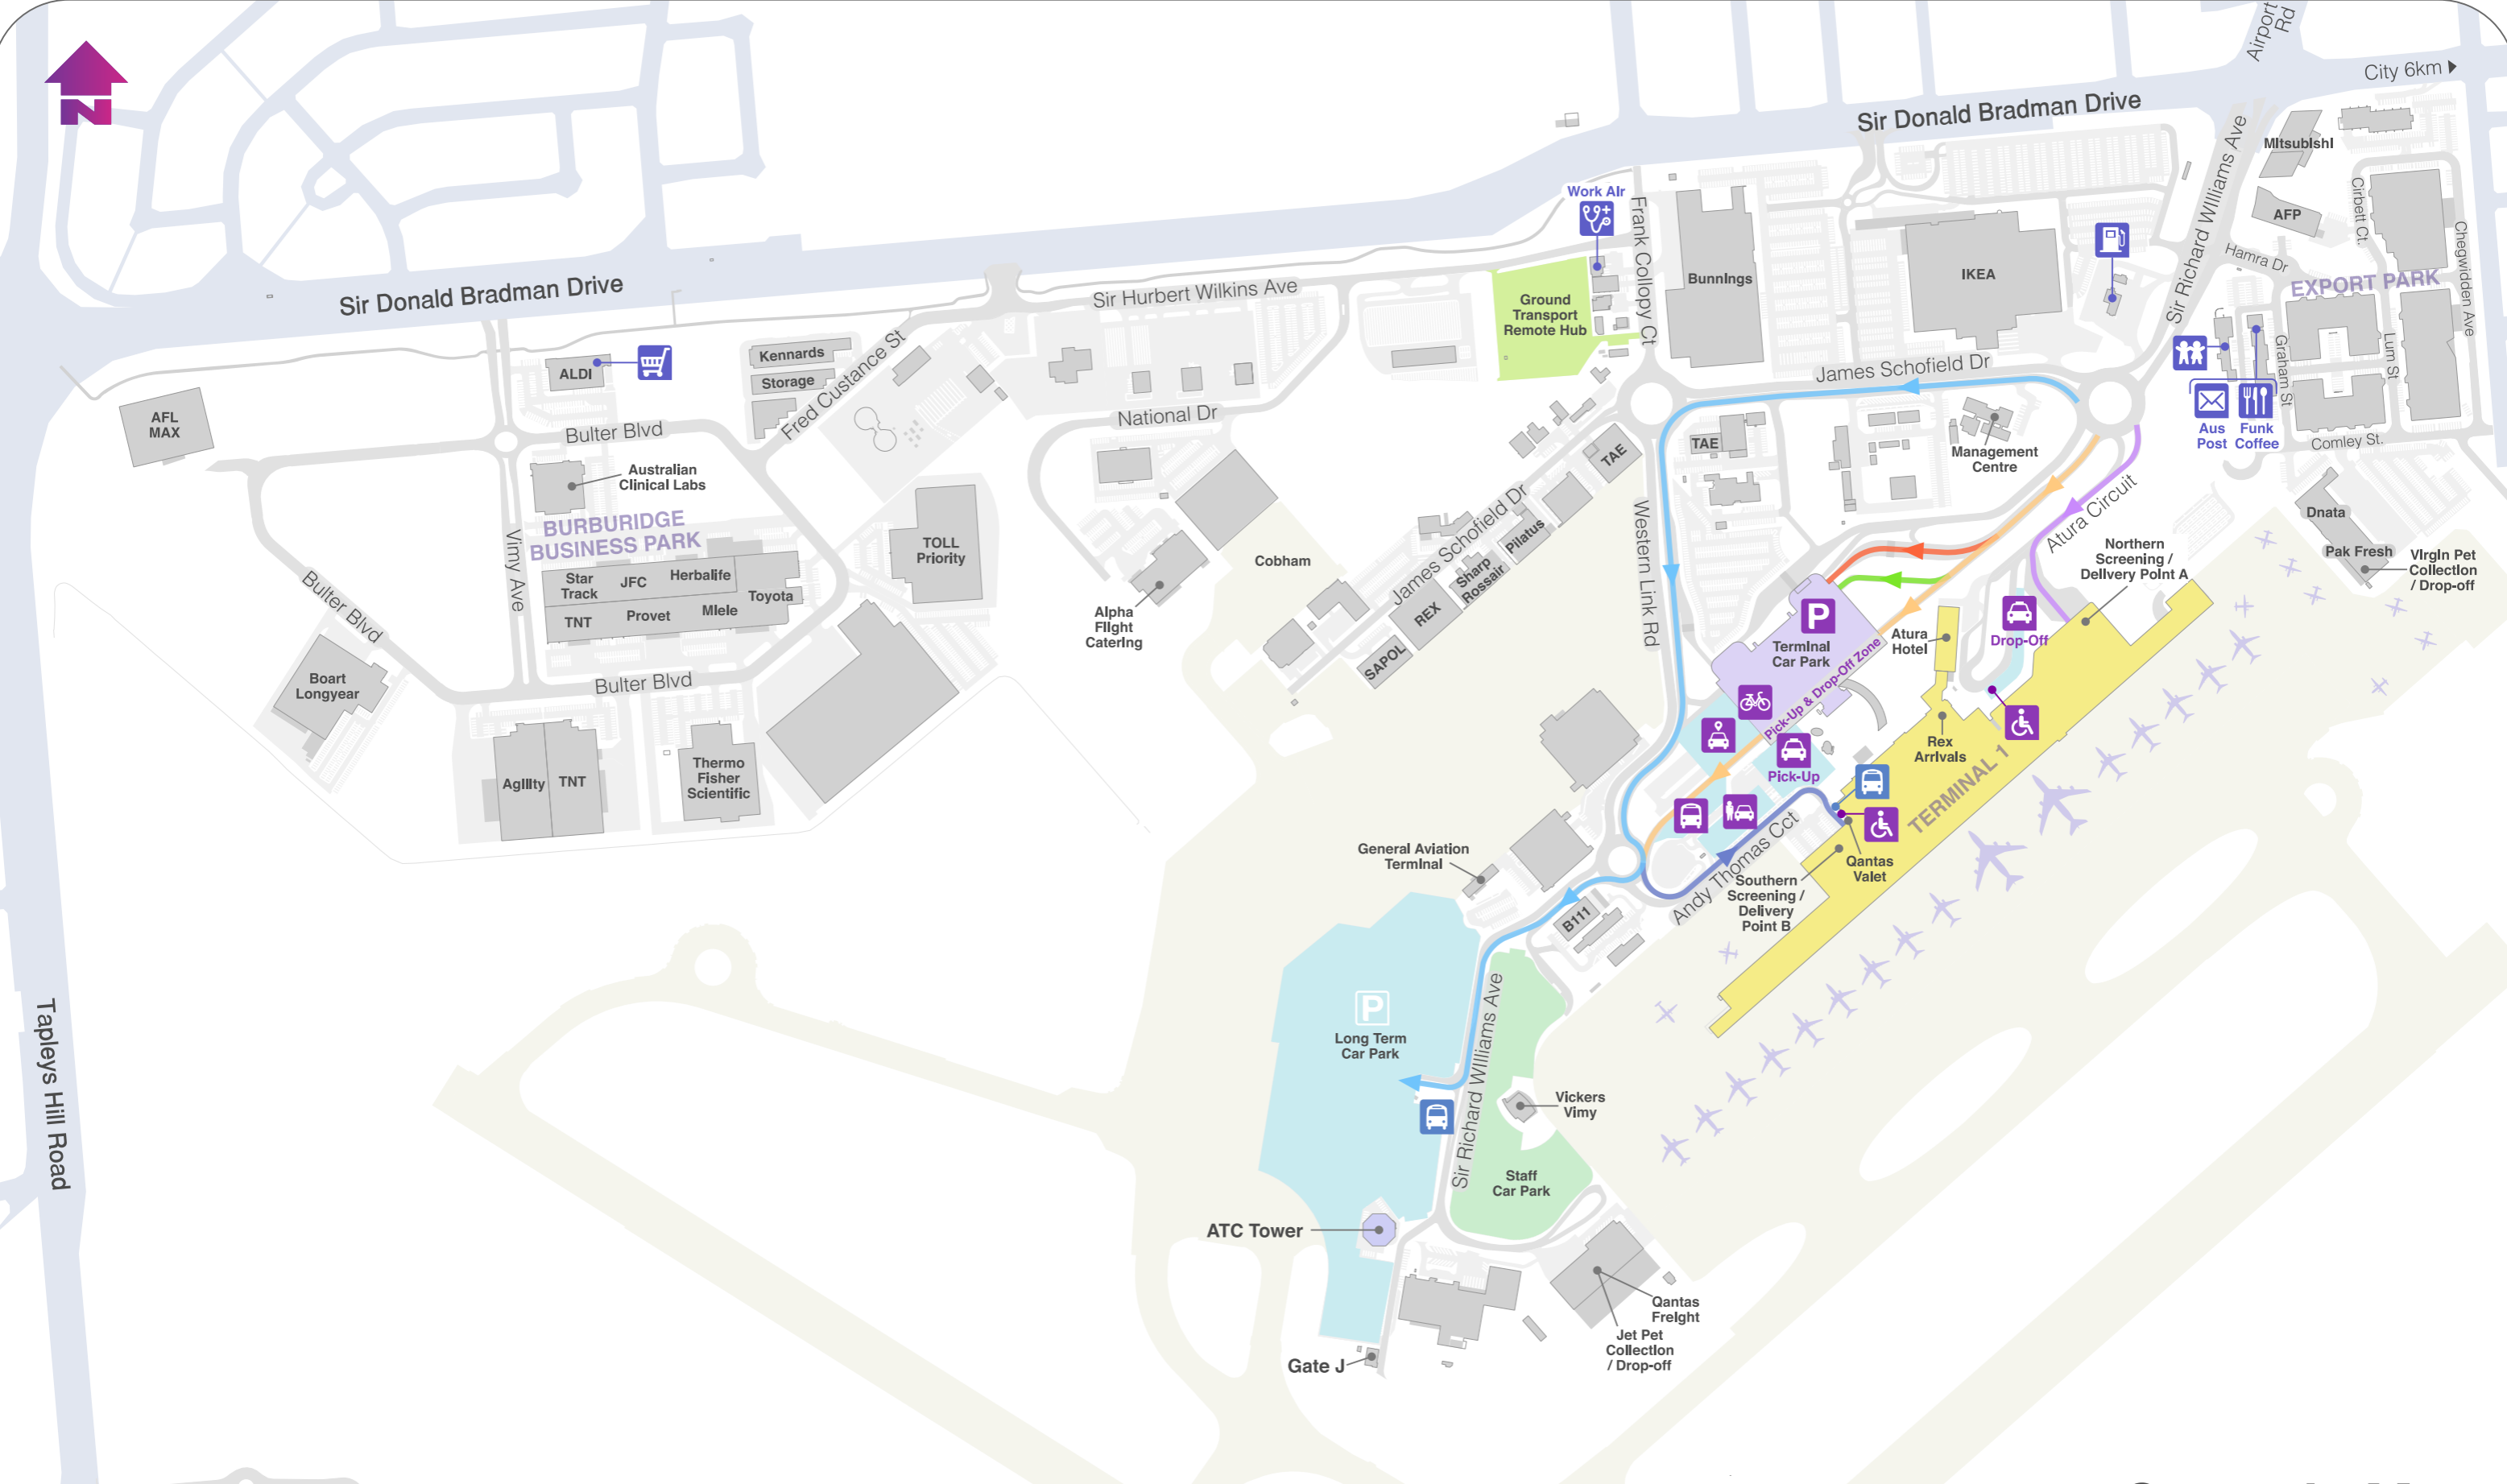 Airport
Rd
City 6km
Sir Donald Bradman Drive
Sir Richard Williams Ave
Mitsubishi
AFP
Cirbett Ct.
Chegwidden Ave
Hamra Dr
EXPORT PARK
Graham St
Lum St
Comley St.
Aus
Post
Funk
Coffee
Work Air
Frank Collopy Ct
Bunnings
IKEA
Ground
Transport
Remote Hub
Sir Hurbert Wilkins Ave
Sir Donald Bradman Drive
N
AFL
MAX
ALDI
Kennards
Storage
Fred Custance St
National Dr
Bulter Blvd
Australian
Clinical Labs
BURBURIDGE
BUSINESS PARK
Vimy Ave
Star
Track
JFC
Herbalife
TNT
Provet
Miele
Toyota
TOLL
Priority
Bulter Blvd
Boart
Longyear
Bulter Blvd
Agility
TNT
Thermo
Fisher
Scientific
Tapleys Hill Road
Alpha
Flight
Catering
Cobham
James Schofield Dr
TAE
Pilatus
Sharp
Rossair
REX
SAPOL
James Schofield Dr
TAE
Management
Centre
Western Link Rd
Atura Circuit
Northern
Screening /
Delivery Point A
Dnata
Pak Fresh
Virgin Pet
Collection
/ Drop-off
P
Terminal
Car Park
Pick-Up & Drop-Off Zone
Atura
Hotel
Drop-Off
Rex
Arrivals
TERMINAL 1
Pick-Up
Andy Thomas Cct
Qantas
Valet
Southern
Screening /
Delivery
Point B
General Aviation
Terminal
B111
P
Long Term
Car Park
Sir Richard Williams Ave
Vickers
Vimy
Staff
Car Park
ATC Tower
Gate J
Qantas
Freight
Jet Pet
Collection
/ Drop-off